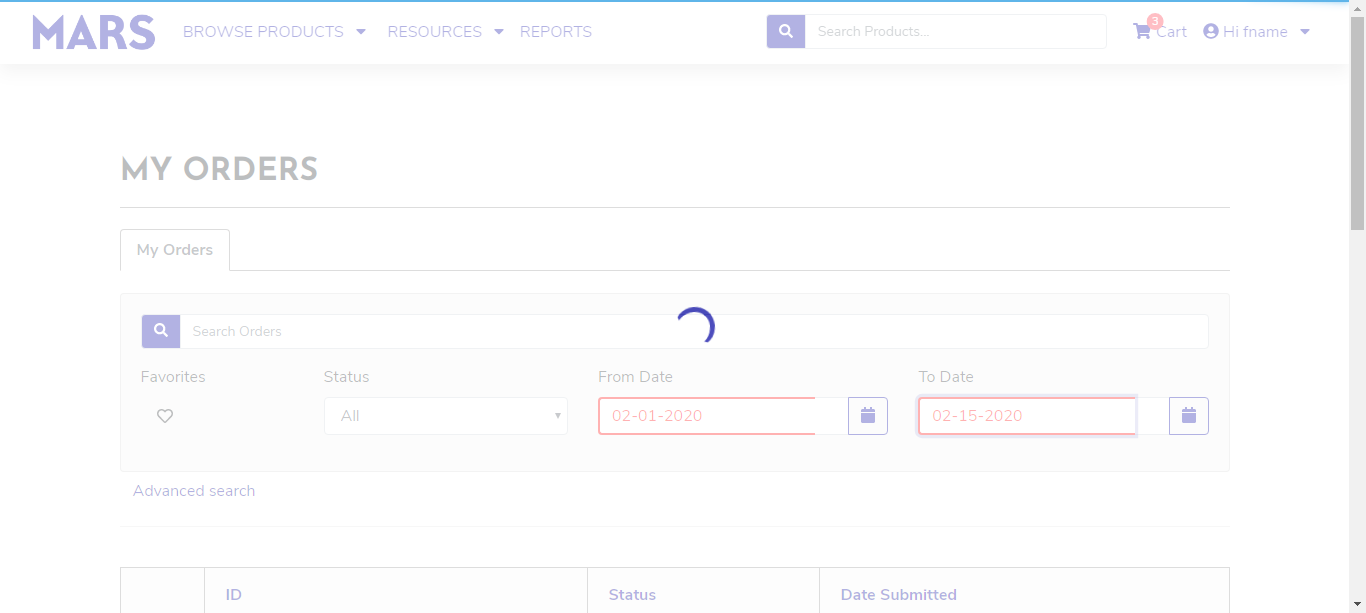 MARS BROWSE PRODUCTS RESOURCES REPORTS Search Products... 3 Cart Hi fname
MY ORDERS
My Orders
Search Orders
Favorites Status From Date To Date
All 02-01-2020 02-15-2020
Advanced search
ID Status Date Submitted